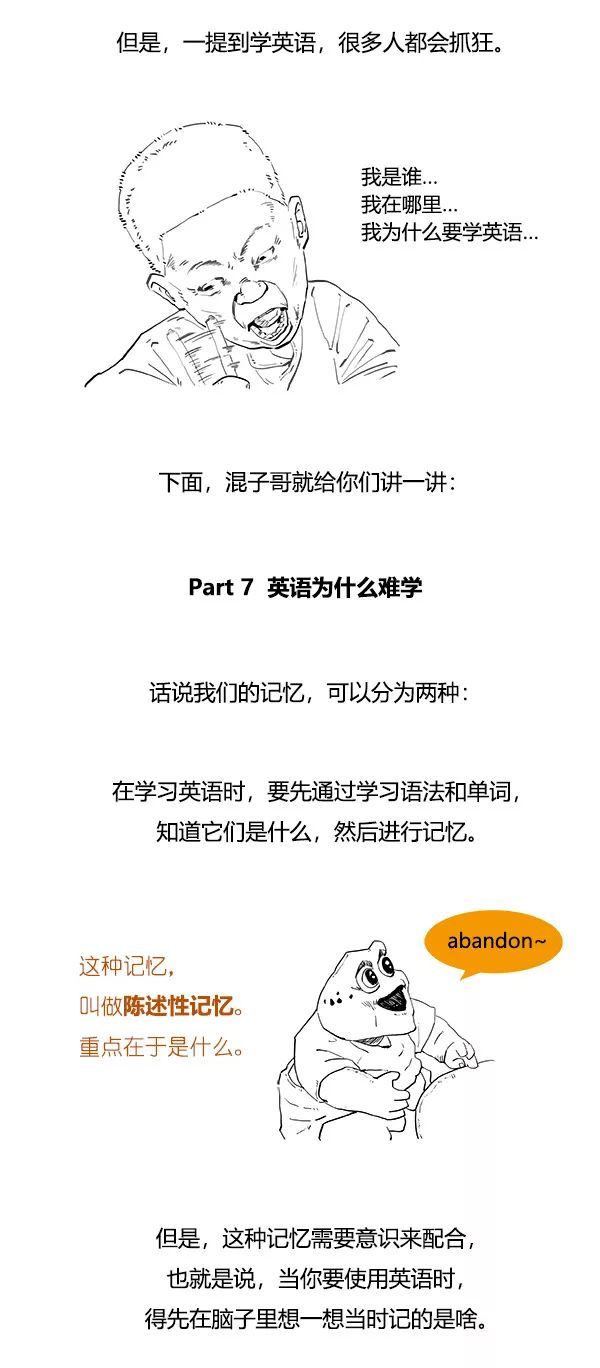 但是，一提到学英语，很多人都会抓狂。
我是谁...
我在哪里...
我为什么要学英语...
下面，混子哥就给你们讲一讲：
Part 7 英语为什么难学
话说我们的记忆，可以分为两种：
在学习英语时，要先通过学习语法和单词，
知道它们是什么，然后进行记忆。
abandon~
这种记忆，
叫做陈述性记忆。
重点在于是什么。
但是，这种记忆需要意识来配合，
也就是说，当你要使用英语时，
得先在脑子里想一想当时记的是啥。